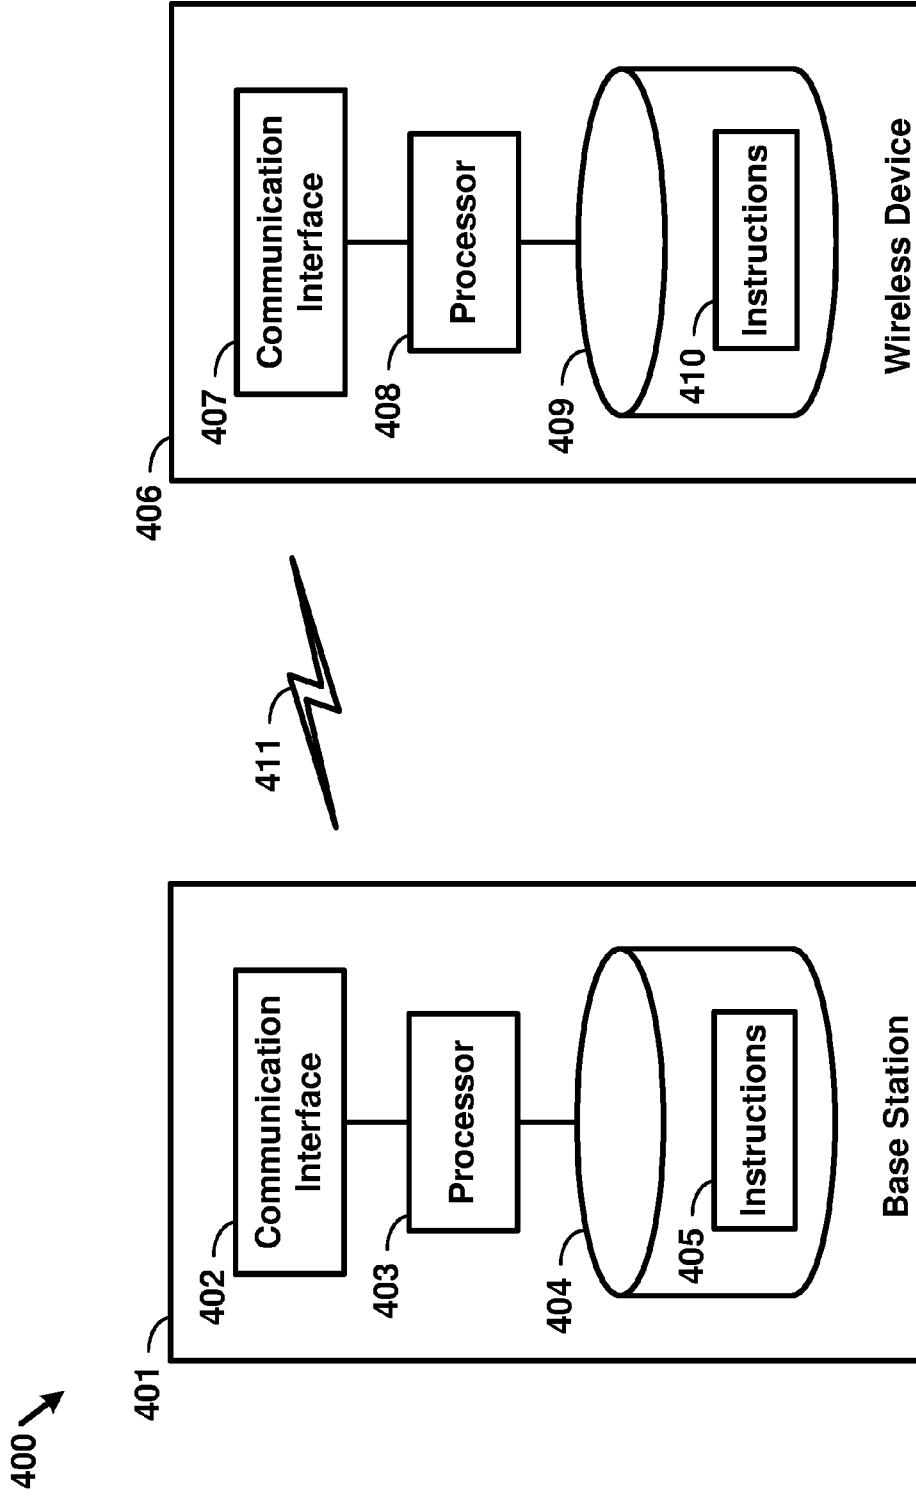 400
401
402
Communication
Interface
403
Processor
404
405
Instructions
Base Station
411
406
407
Communication
Interface
408
Processor
409
410
Instructions
Wireless Device